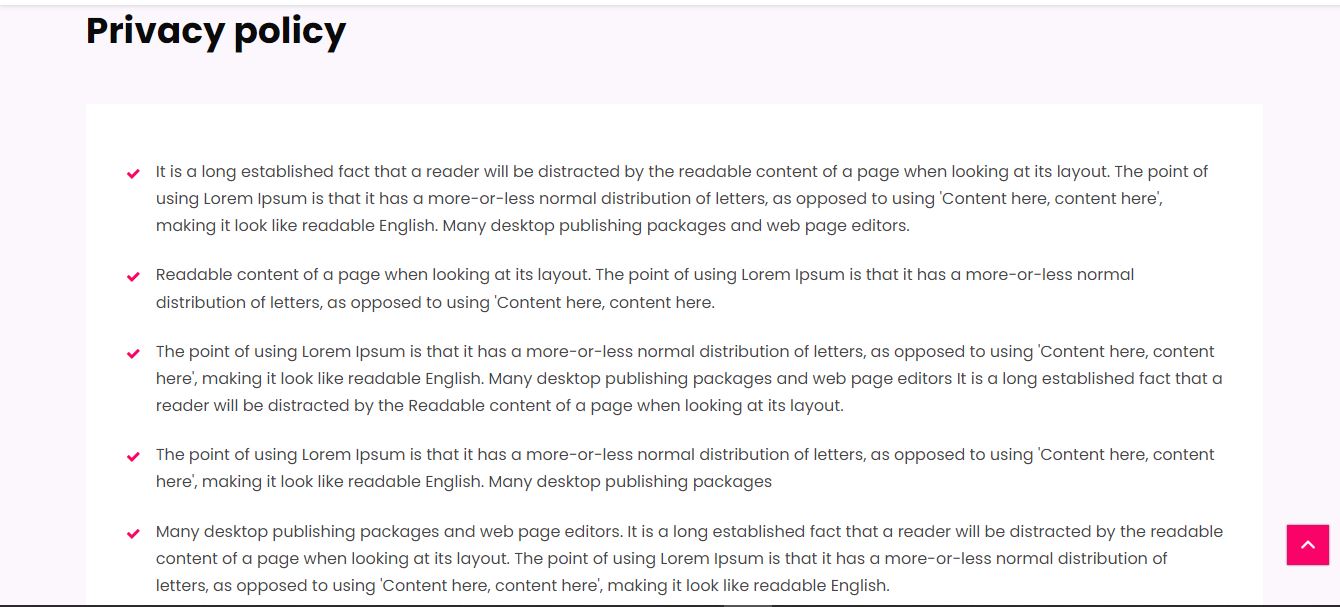 Privacy policy
It is a long established fact that a reader will be distracted by the readable content of a page when looking at its layout. The point of
using Lorem Ipsum is that it has a more-or-less normal distribution of letters, as opposed to using 'Content here, content here',
making it look like readable English. Many desktop publishing packages and web page editors.
Readable content of a page when looking at its layout. The point of using Lorem Ipsum is that it has a more-or-less normal
distribution of letters, as opposed to using 'Content here, content here.
The point of using Lorem Ipsum is that it has a more-or-less normal distribution of letters, as opposed to using 'Content here, content
here', making it look like readable English. Many desktop publishing packages and web page editors It is a long established fact that a
reader will be distracted by the Readable content of a page when looking at its layout.
The point of using Lorem Ipsum is that it has a more-or-less normal distribution of letters, as opposed to using 'Content here, content
here', making it look like readable English. Many desktop publishing packages
Many desktop publishing packages and web page editors. It is a long established fact that a reader will be distracted by the readable
content of a page when looking at its layout. The point of using Lorem Ipsum is that it has a more-or-less normal distribution of
letters, as opposed to using 'Content here, content here', making it look like readable English.